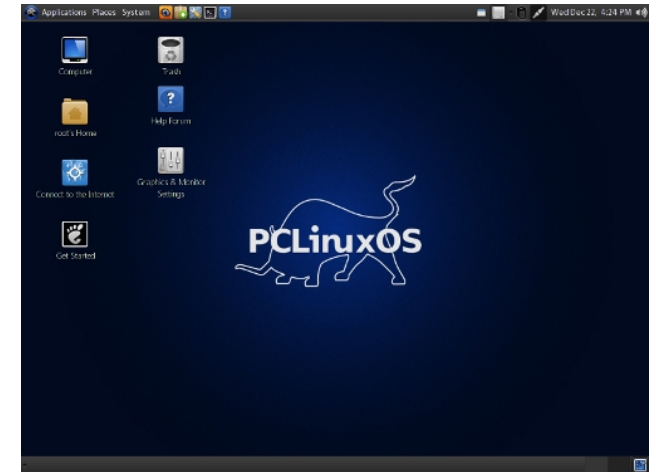 Applications Places System
Wed Dec 22, 4:24 PM
Computer
Trash
root's Home
Help Forum
Connect to the Internet
Graphics & Monitor
Settings
Get Started
PCLinuxOS